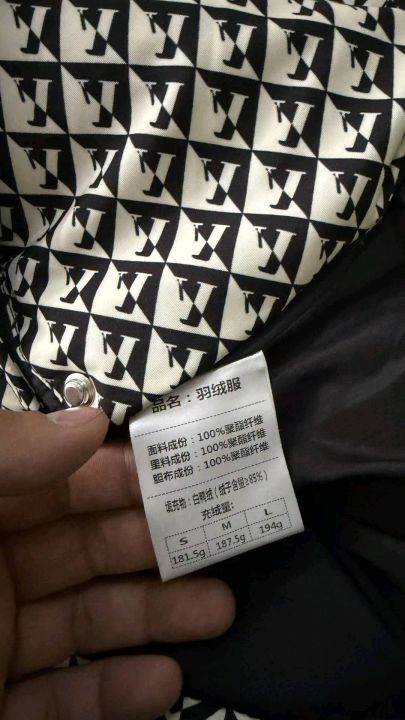 品名：羽绒服
面料成份：100%聚酯纤维
里料成份：100%聚酯纤维
胆布成份：100%聚酯纤维
填充物：白鸭绒(绒子含量≥85%)
充绒量：
S M L
181.5g 187.5g 194g